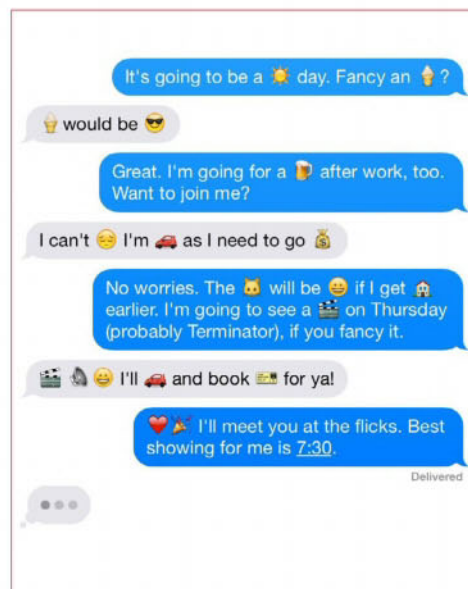 It's going to be a ☀️ day. Fancy an 🍦?
🍦 would be 😎
Great. I'm going for a 🍺 after work, too.
Want to join me?
I can't 😔 I'm 🚗 as I need to go 💰
No worries. The 🐱 will be 😀 if I get 🏠
earlier. I'm going to see a 🎬 on Thursday
(probably Terminator), if you fancy it.
🎬 🔊 😀 I'll 🚗 and book 🎫 for ya!
❤️🎉 I'll meet you at the flicks. Best
showing for me is 7:30.
Delivered